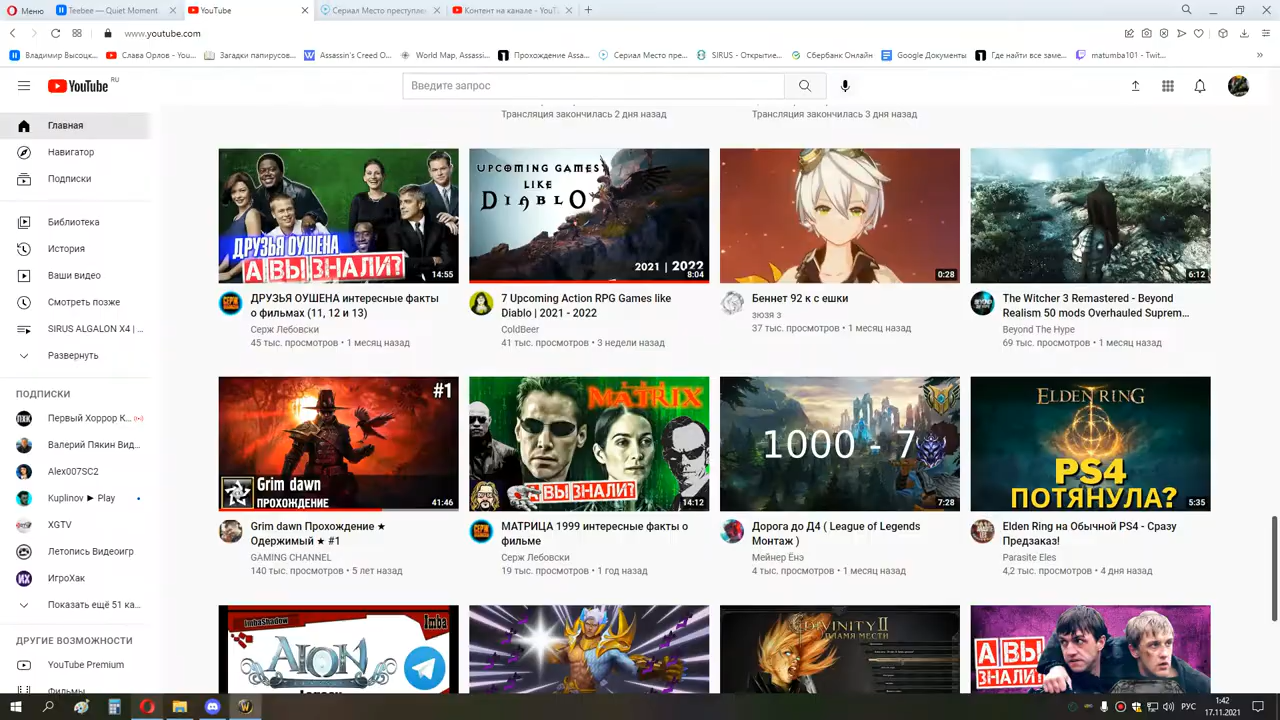 Меню
Teebee — Quiet Moment
YouTube
Сериал Место преступл
Контент на канале - YouT
www.youtube.com
Владимир Высоцк...
Слава Орлов - You...
Загадки папирусов...
Assassin's Creed O...
World Map, Assassi...
Прохождение Assa...
Сериал Место пре...
SIRUS - Открытие...
Сбербанк Онлайн
Google Документы
Где найти все заме...
matumba101 - Twit...
YouTube RU
Введите запрос
Главная
Навигатор
Подписки
Библиотека
История
Ваши видео
Смотреть позже
SIRUS ALGALON X4 | ...
Развернуть
ПОДПИСКИ
Первый Хоррор К...
Валерий Пякин Вид...
Alex007SC2
Kuplinov ► Play
XGTV
Летопись Видеоигр
ИгроХак
Показать ещё 51 ка...
ДРУГИЕ ВОЗМОЖНОСТИ
YouTube Premium
Фильмы
Трансляция закончилась 2 дня назад
Трансляция закончилась 3 дня назад
ДРУЗЬЯ ОУШЕНА
А ВЫ ЗНАЛИ?
14:55
ДРУЗЬЯ ОУШЕНА интересные факты
о фильмах (11, 12 и 13)
Серж Лебовски
45 тыс. просмотров • 1 месяц назад
UPCOMING GAMES
LIKE
DIABLO
2021 | 2022
8:04
7 Upcoming Action RPG Games like
Diablo | 2021 - 2022
ColdBeer
41 тыс. просмотров • 3 недели назад
0:28
Беннет 92 к с ешки
зюзя з
37 тыс. просмотров • 1 месяц назад
6:12
The Witcher 3 Remastered - Beyond
Realism 50 mods Overhauled Suprem...
Beyond The Hype
69 тыс. просмотров • 1 месяц назад
#1
Grim dawn
ПРОХОЖДЕНИЕ
41:46
Grim dawn Прохождение ★
Одержимый ★ #1
GAMING CHANNEL
140 тыс. просмотров • 5 лет назад
MATRIX
А ВЫ ЗНАЛИ?
14:12
МАТРИЦА 1999 интересные факты о
фильме
Серж Лебовски
19 тыс. просмотров • 1 год назад
1000 - 7
7:28
Дорога до Д4 ( League of Legends
Монтаж )
Мейнер Ёнэ
4 тыс. просмотров • 1 месяц назад
ELDEN RING
PS4
ПОТЯНУЛА?
5:35
Elden Ring на Обычной PS4 - Сразу
Предзаказ!
Parasite Eles
4,2 тыс. просмотров • 4 дня назад
ImbaShadow
Imba
AION
DIVINITY II
ПЛАМЯ МЕСТИ
А ВЫ
ЗНАЛИ?
РУС
1:42
17.11.2021